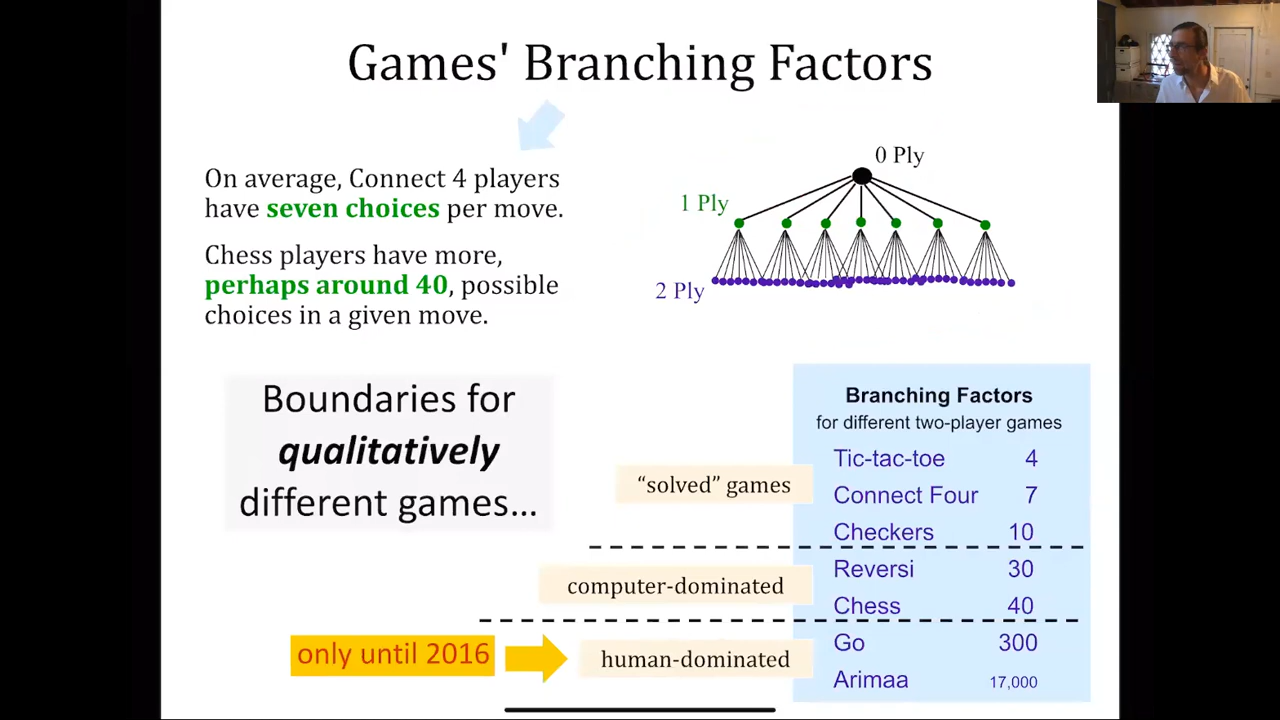 Games' Branching Factors
On average, Connect 4 players
have seven choices per move.
Chess players have more,
perhaps around 40, possible
choices in a given move.
0 Ply
1 Ply
2 Ply
Boundaries for
qualitatively
different games…
Branching Factors
for different two-player games
Tic-tac-toe 4
Connect Four 7
Checkers 10
Reversi 30
Chess 40
Go 300
Arimaa 17,000
“solved” games
computer-dominated
human-dominated
only until 2016